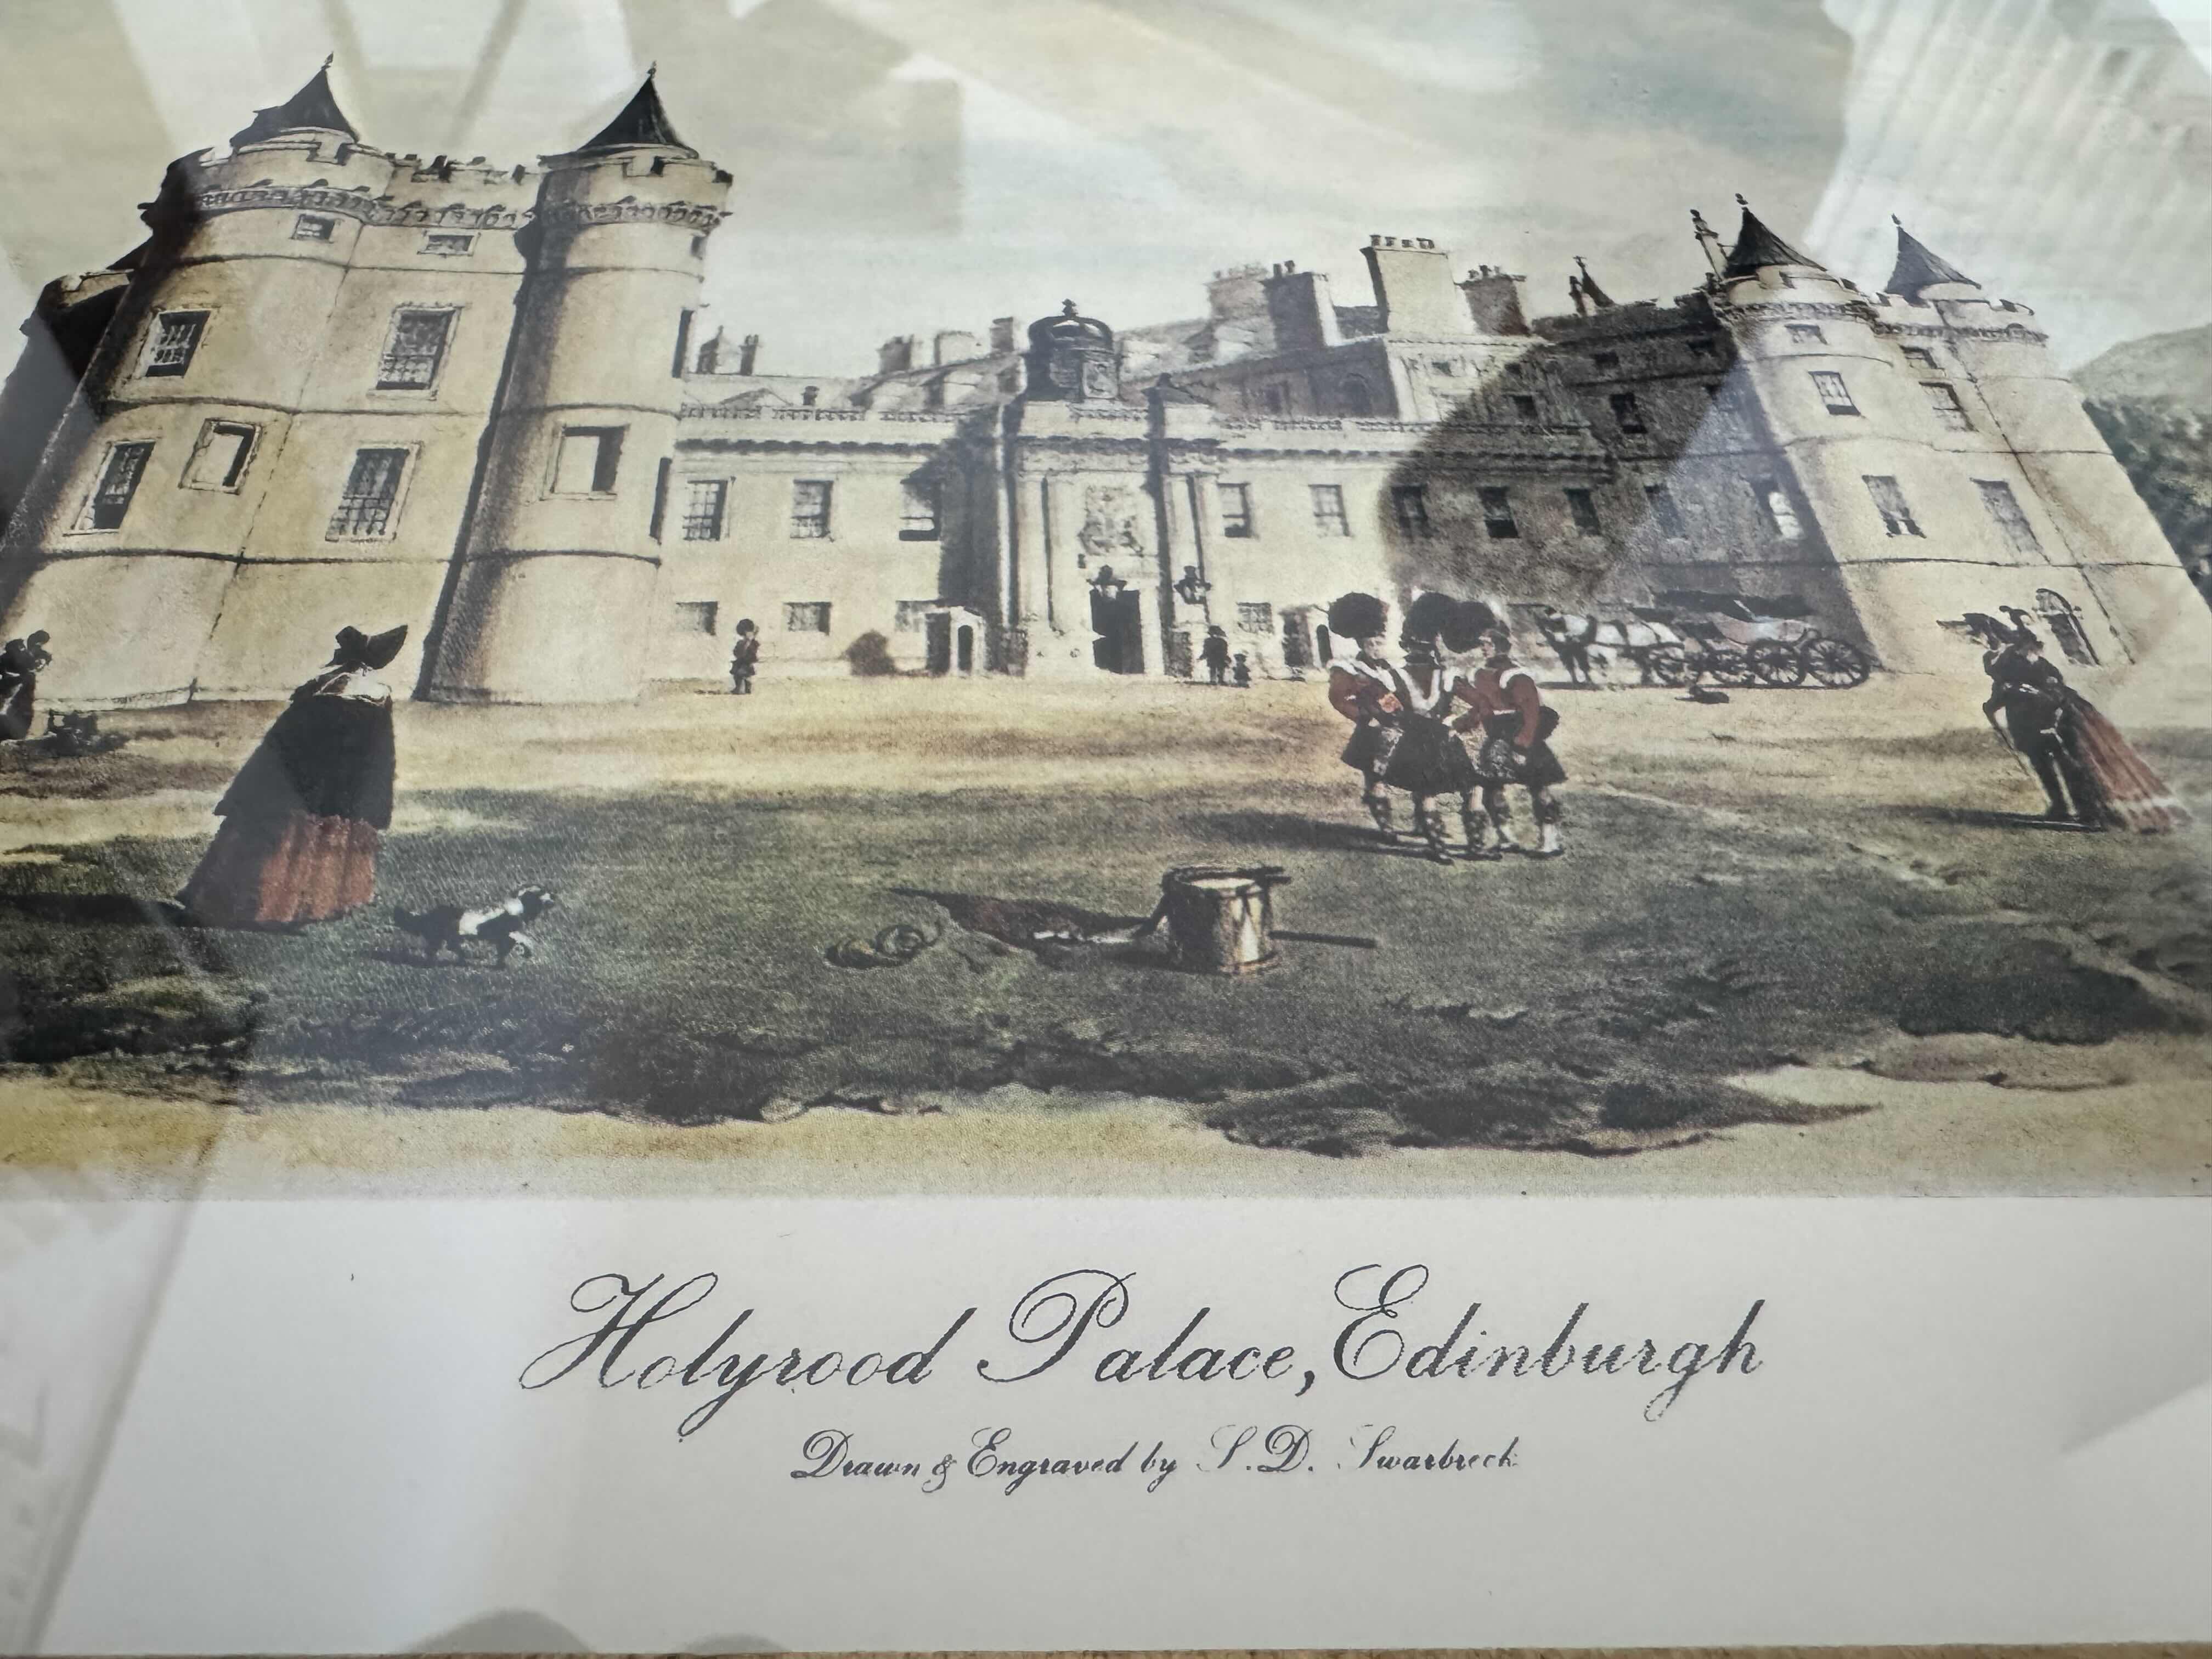 Holyrood Palace, Edinburgh
Drawn & Engraved by S.D. Swarbreck